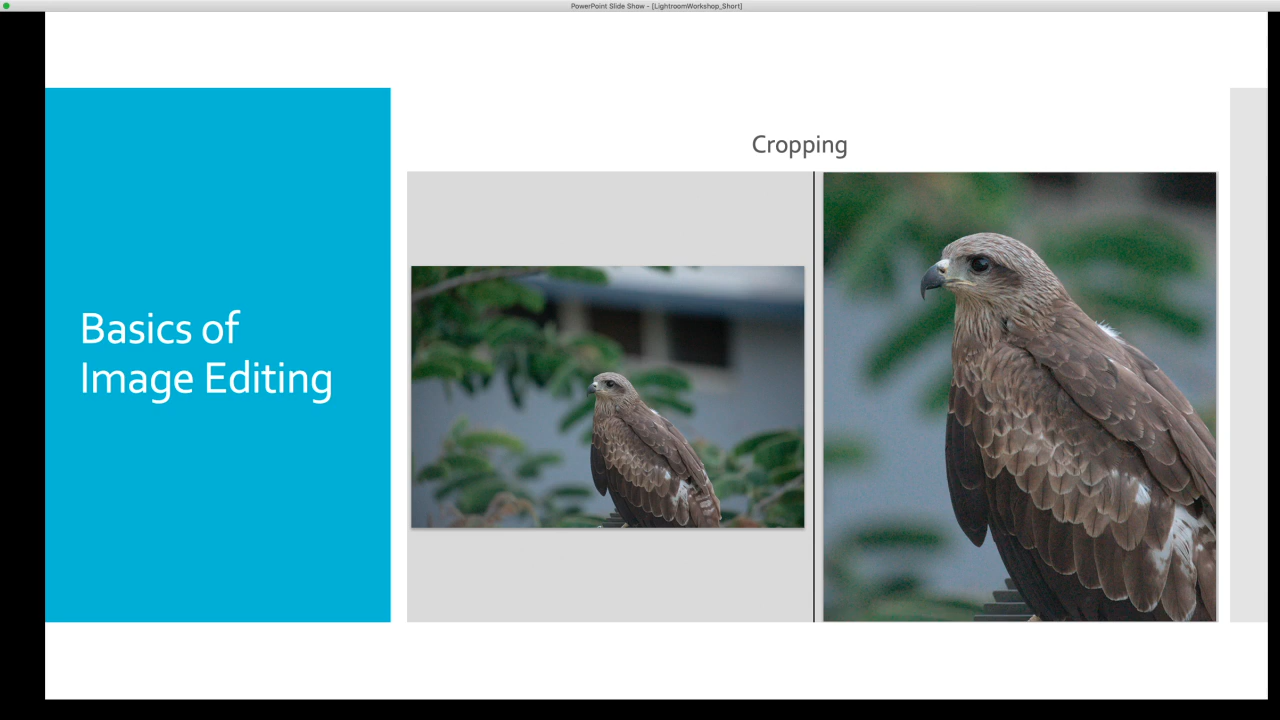 PowerPoint Slide Show - [LightroomWorkshop_Short]
Cropping
Basics of
Image Editing